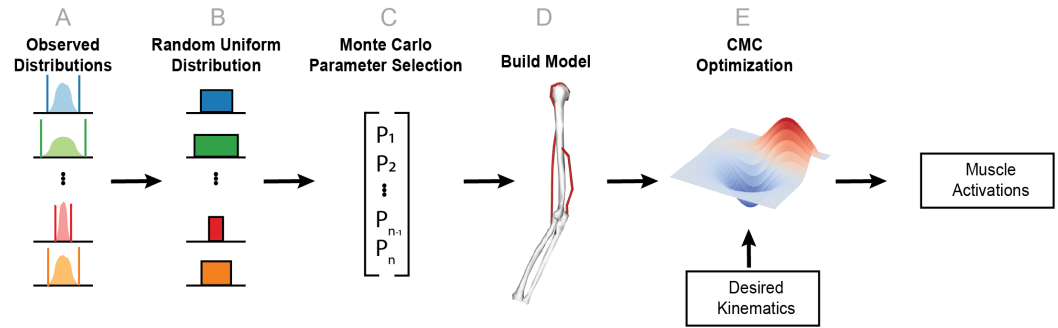 A
B
C
D
E
Observed
Distributions
Random Uniform
Distribution
Monte Carlo
Parameter Selection
Build Model
CMC
Optimization
P1
P2
Pn-1
Pn
Muscle
Activations
Desired
Kinematics